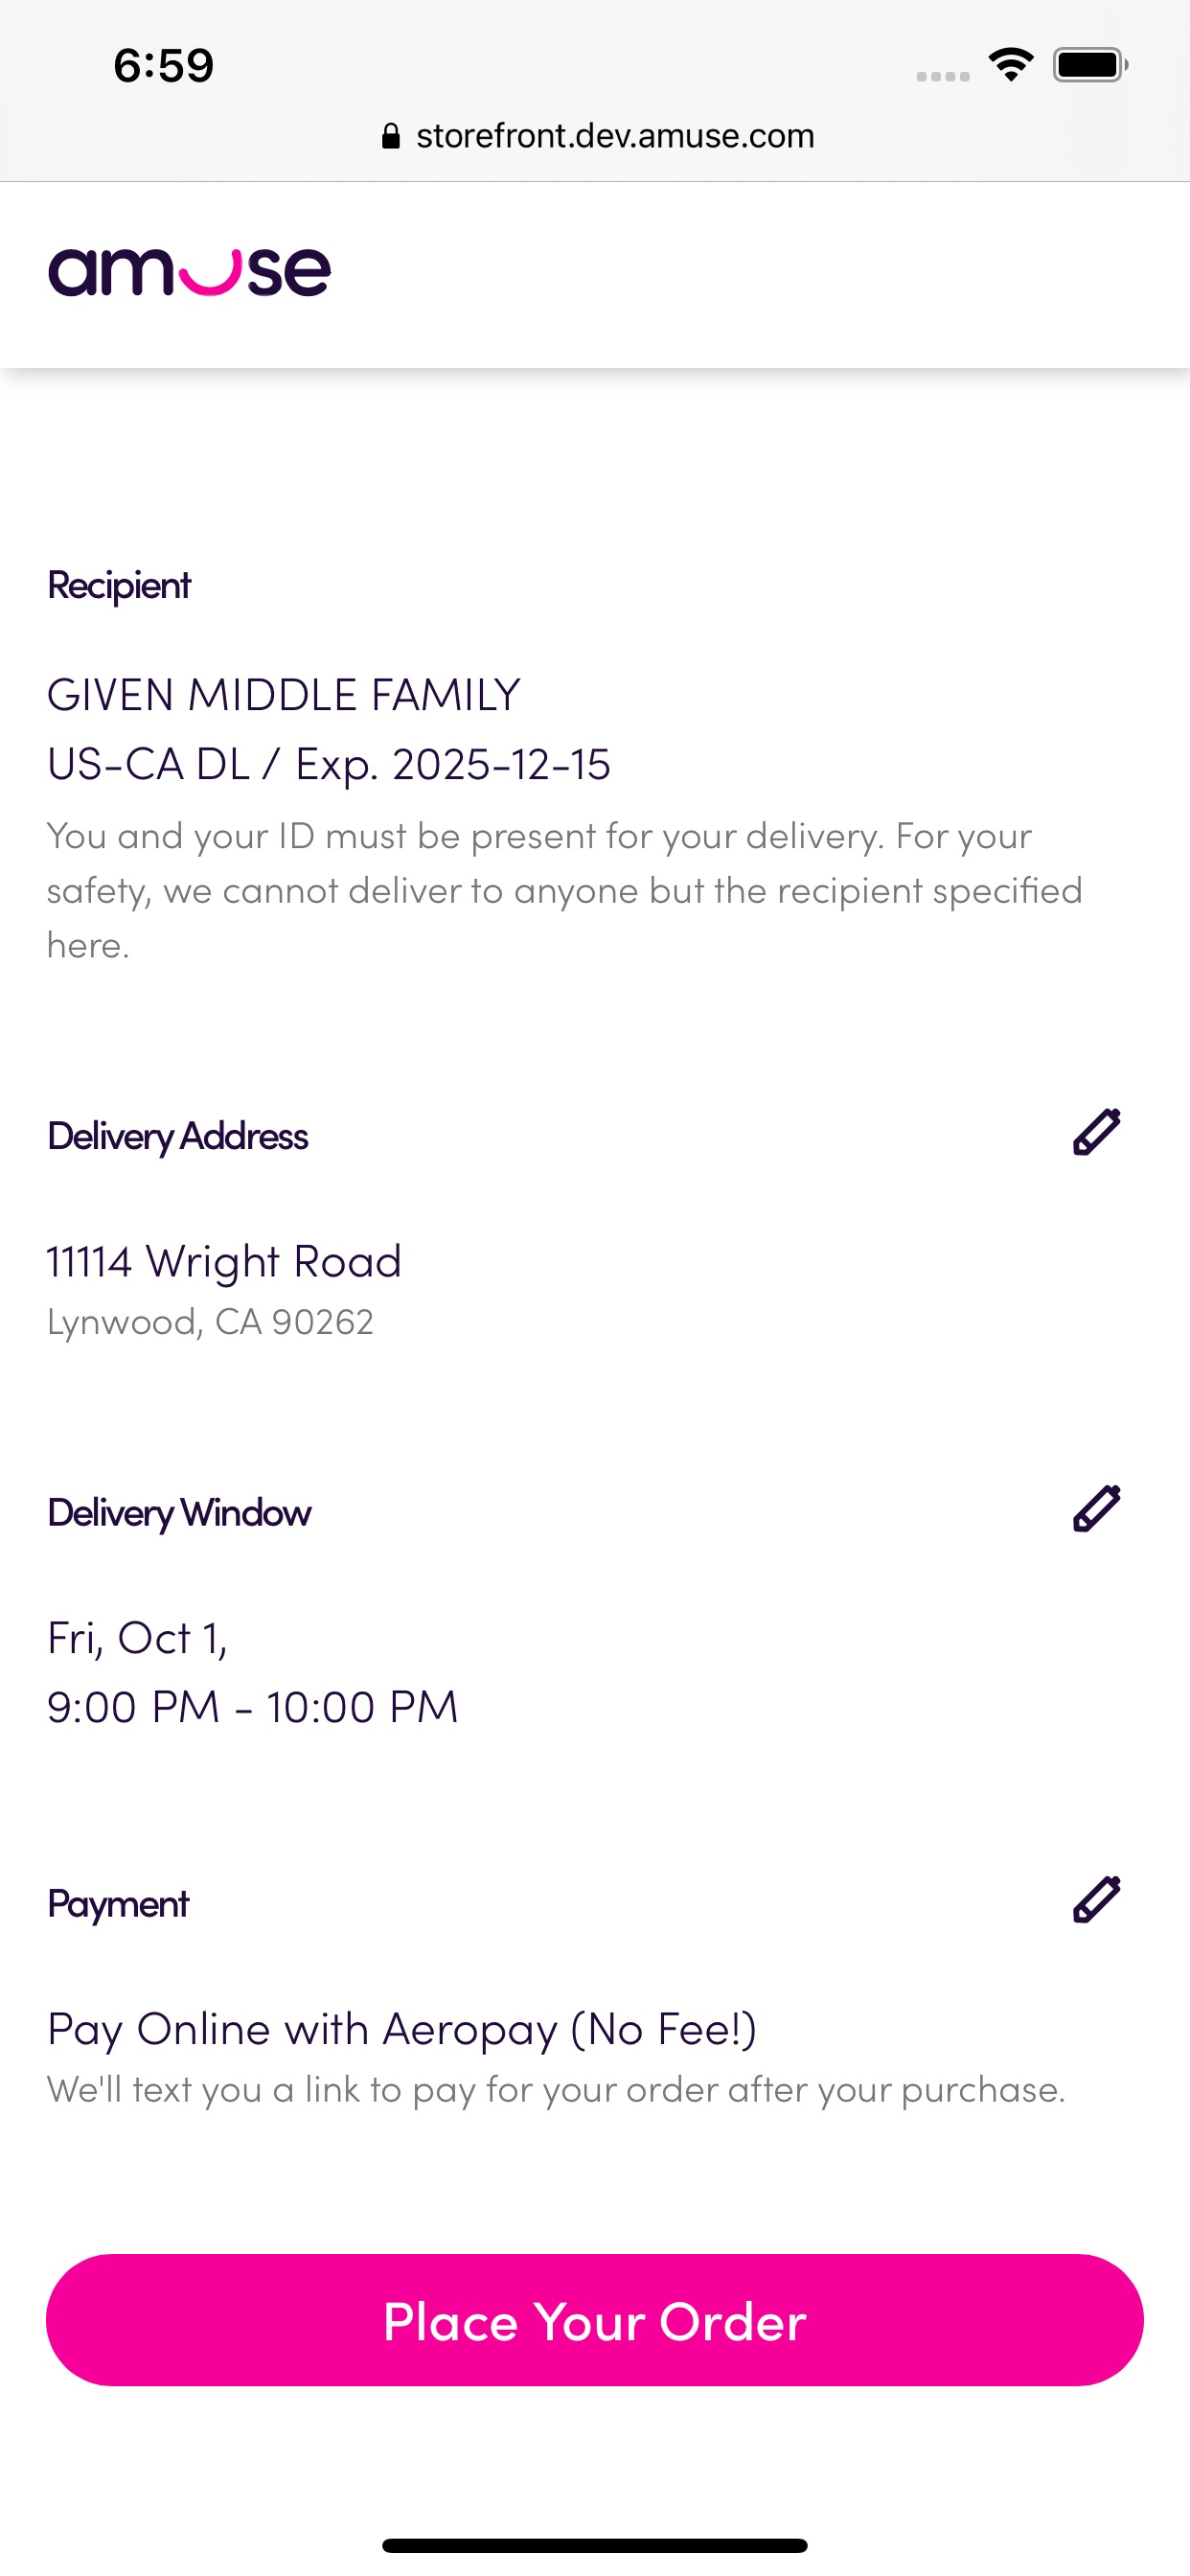 6:59
storefront.dev.amuse.com
amuse
Recipient
GIVEN MIDDLE FAMILY
US-CA DL / Exp. 2025-12-15
You and your ID must be present for your delivery. For your
safety, we cannot deliver to anyone but the recipient specified
here.
Delivery Address
11114 Wright Road
Lynwood, CA 90262
Delivery Window
Fri, Oct 1,
9:00 PM - 10:00 PM
Payment
Pay Online with Aeropay (No Fee!)
We'll text you a link to pay for your order after your purchase.
Place Your Order